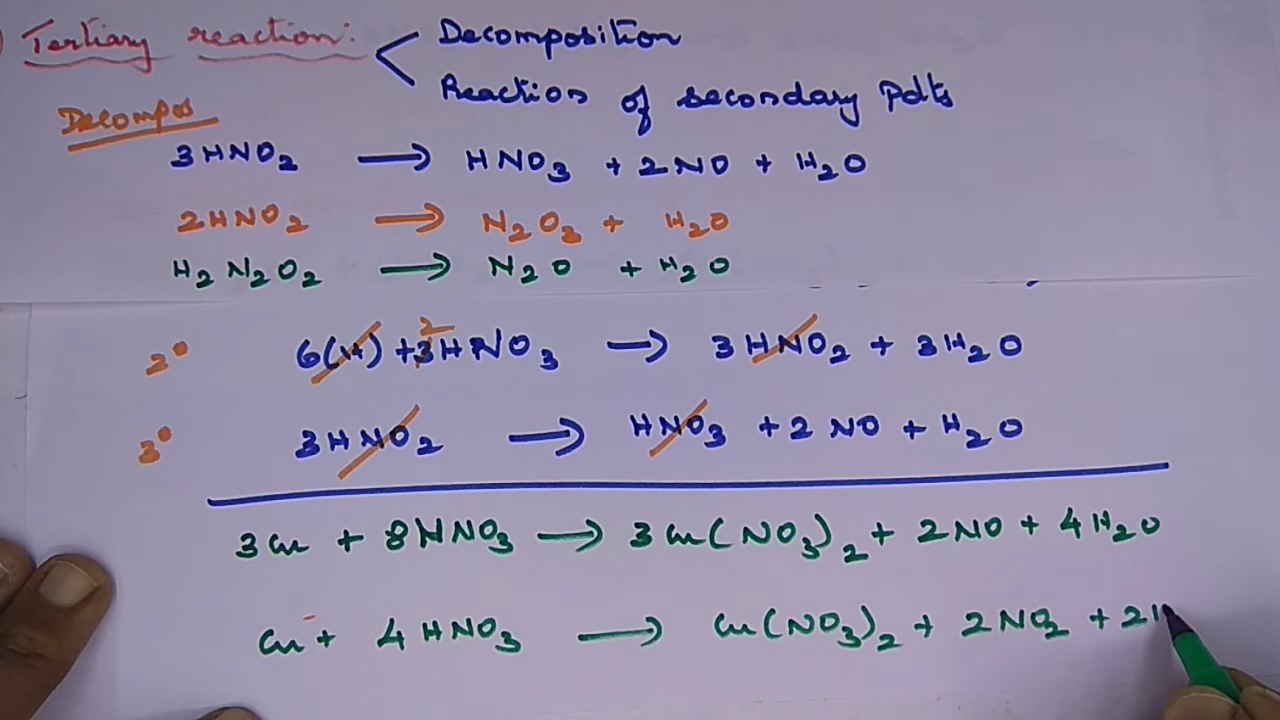 ) Tertiary reaction: < Decomposition
Reaction of secondary Pdts
Decompos
3HNO₂ → HNO₃ + 2NO + H₂O
2HNO₂ → N₂O₃ + H₂O
H₂N₂O₂ → N₂O + H₂O
2° 6(H) + 3HNO₃ → 3HNO₂ + 3H₂O
2
3° 3HNO₂ → HNO₃ + 2NO + H₂O
3Cu + 8HNO₃ → 3Cu(NO₃)₂ + 2NO + 4H₂O
Cu + 4HNO₃ → Cu(NO₃)₂ + 2NO₂ + 2